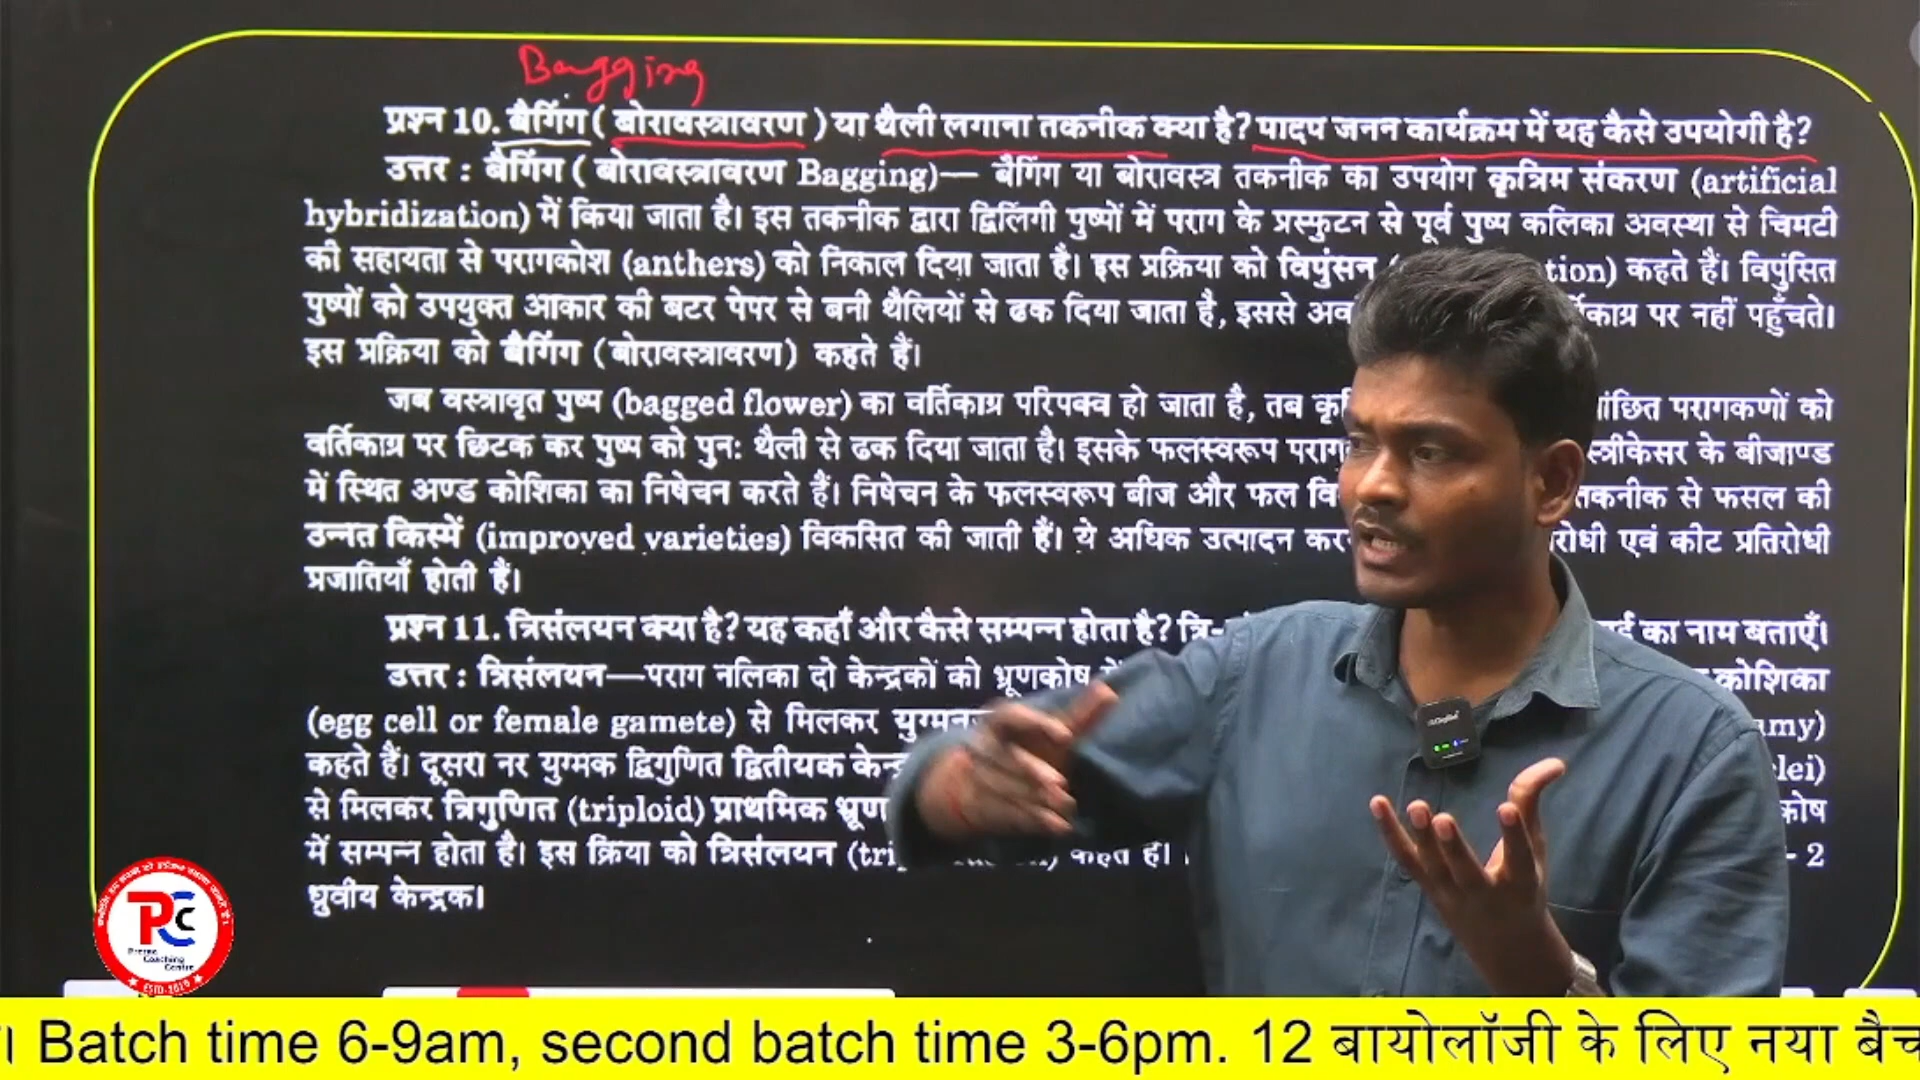 Bagging
प्रश्न 10. बैगिंग ( बोरावस्त्रावरण ) या थैली लगाना तकनीक क्या है? पादप जनन कार्यक्रम में यह कैसे उपयोगी है?
उत्तर : बैगिंग ( बोरावस्त्रावरण Bagging)— बैगिंग या बोरावस्त्र तकनीक का उपयोग कृत्रिम संकरण (artificial
hybridization) में किया जाता है। इस तकनीक द्वारा द्विलिंगी पुष्पों में पराग के प्रस्फुटन से पूर्व पुष्प कलिका अवस्था से चिमटी
की सहायता से परागकोश (anthers) को निकाल दिया जाता है। इस प्रक्रिया को विपुंसन ( tion) कहते हैं। विपुंसित
पुष्पों को उपयुक्त आकार की बटर पेपर से बनी थैलियों से ढक दिया जाता है, इससे पर नहीं पहुँचते।
इस प्रक्रिया को बैगिंग (बोरावस्त्रावरण) कहते हैं।
जब वस्त्रावृत पुष्प (bagged flower) का वर्तिकाग्र परिपक्व हो जाता है, तब परागकणों को
वर्तिकाग्र पर छिटक कर पुष्प को पुन: थैली से ढक दिया जाता है। इसके फलस्वरूप स्त्रीकेसर के बीजाण्ड
में स्थित अण्ड कोशिका का निषेचन करते हैं। निषेचन के फलस्वरूप बीज और फल तकनीक से फसल की
उन्नत किस्में (improved varieties) विकसित की जाती हैं। ये अधिक उत्पादन एवं कीट प्रतिरोधी
प्रजातियाँ होती हैं।
प्रश्न 11. त्रिसंलयन क्या है? यह कहाँ और कैसे सम्पन्न होता है? का नाम बताएँ।
उत्तर : त्रिसंलयन—पराग नलिका दो केन्द्रकों को भ्रूणकोष कोशिका
(egg cell or female gamete) से मिलकर
कहते हैं। दूसरा नर युग्मक द्विगुणित द्वितीयक
से मिलकर त्रिगुणित (triploid) प्राथमिक
में सम्पन्न होता है। इस क्रिया को त्रिसंलयन - 2
ध्रुवीय केन्द्रक।
PCC
Prerna
Coaching
Centre
ESTD-2019
Batch time 6-9am, second batch time 3-6pm. 12 बायोलॉजी के लिए नया बैच